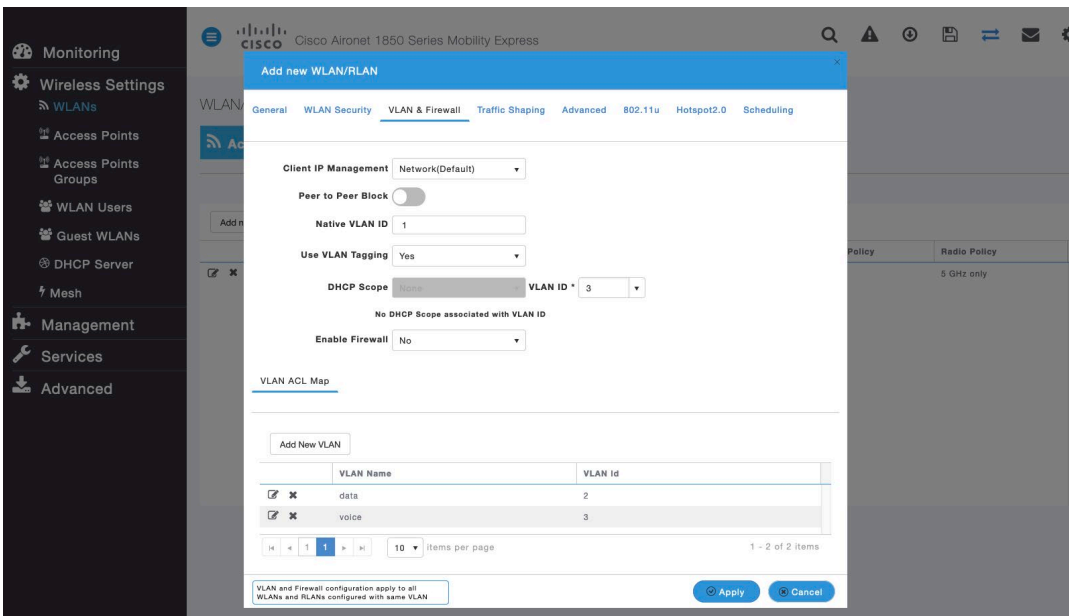 CISCO Cisco Aironet 1850 Series Mobility Express
Monitoring
Wireless Settings
WLANs
Access Points
Access Points
Groups
WLAN Users
Guest WLANs
DHCP Server
Mesh
Management
Services
Advanced
WLAN/
Ac
Add n
Policy
Radio Policy
5 GHz only
Add new WLAN/RLAN
General WLAN Security VLAN & Firewall Traffic Shaping Advanced 802.11u Hotspot2.0 Scheduling
Client IP Management Network(Default)
Peer to Peer Block
Native VLAN ID 1
Use VLAN Tagging Yes
DHCP Scope None VLAN ID * 3
No DHCP Scope associated with VLAN ID
Enable Firewall No
VLAN ACL Map
Add New VLAN
VLAN Name VLAN Id
data 2
voice 3
1 1 10 items per page 1 - 2 of 2 items
VLAN and Firewall configuration apply to all
WLANs and RLANs configured with same VLAN
Apply Cancel